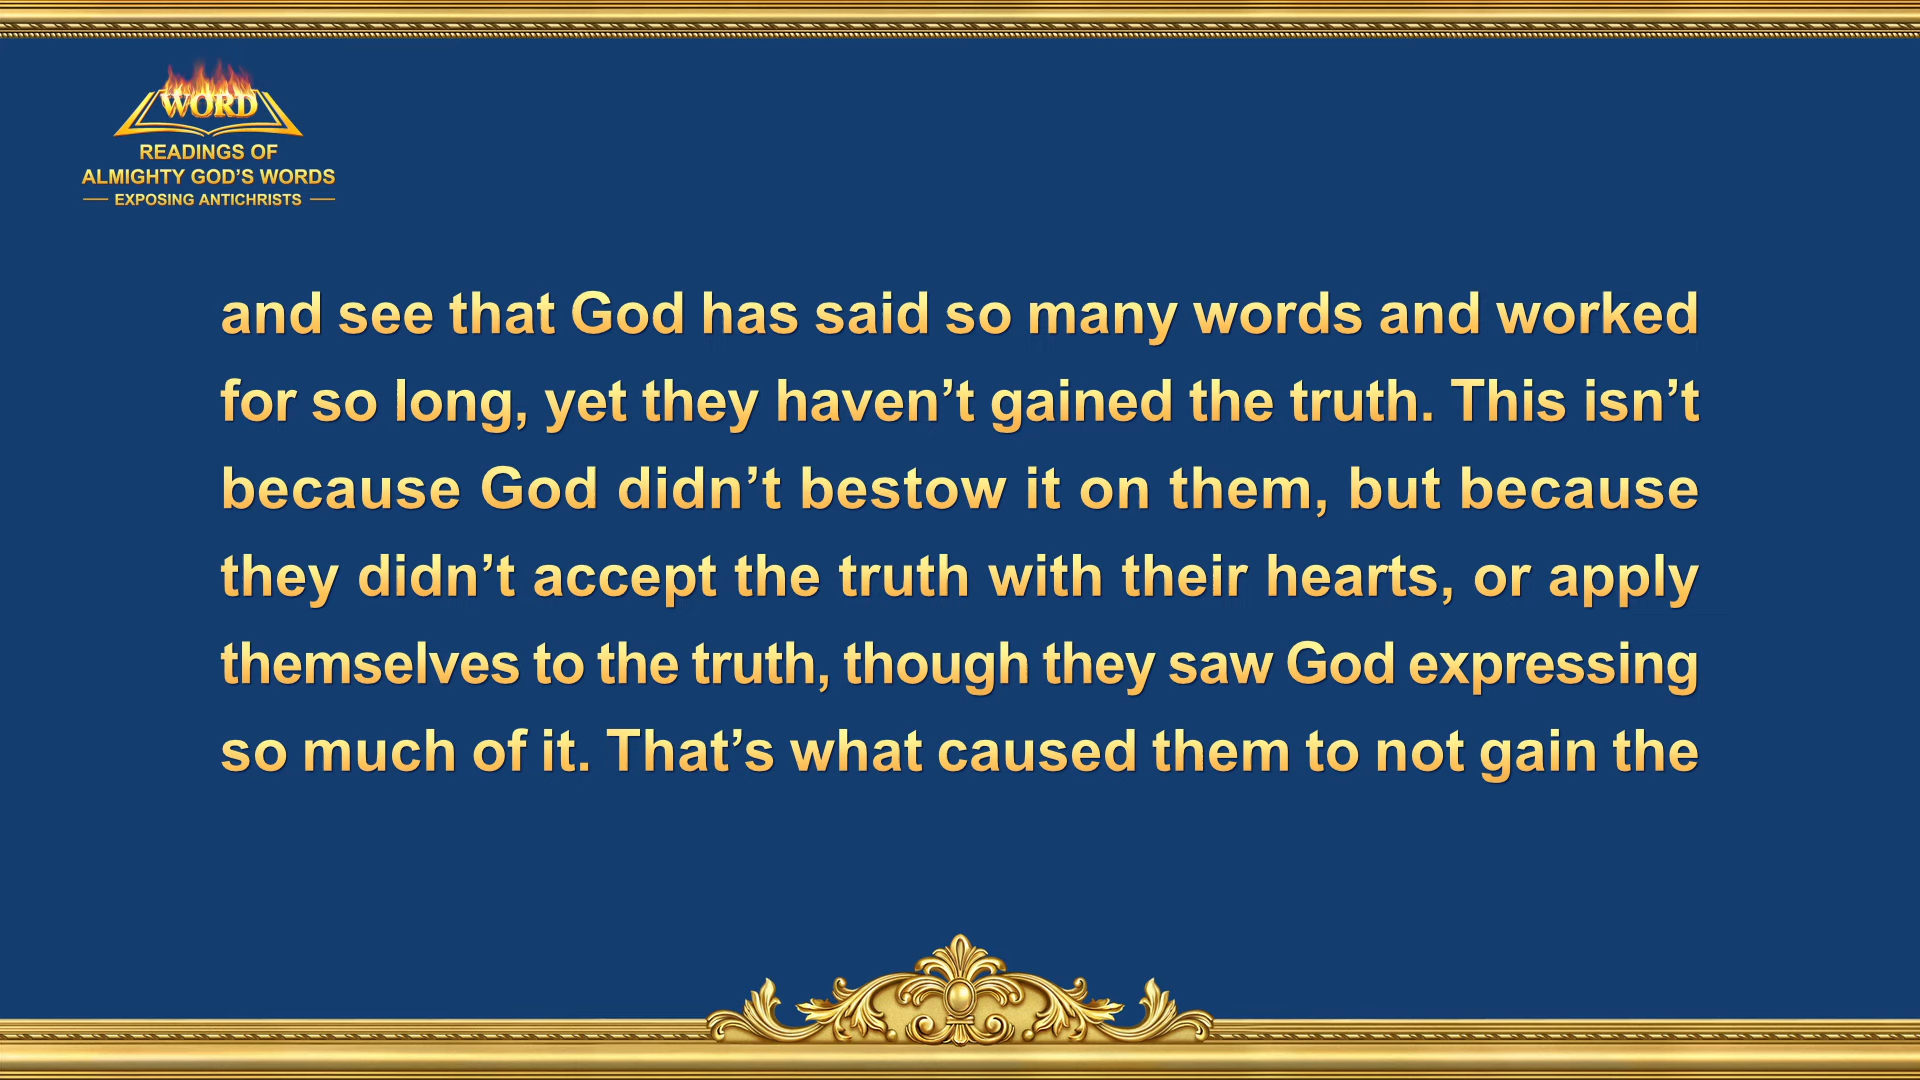 WORD
READINGS OF
ALMIGHTY GOD’S WORDS
EXPOSING ANTICHRISTS
and see that God has said so many words and worked
for so long, yet they haven’t gained the truth. This isn’t
because God didn’t bestow it on them, but because
they didn’t accept the truth with their hearts, or apply
themselves to the truth, though they saw God expressing
so much of it. That’s what caused them to not gain the